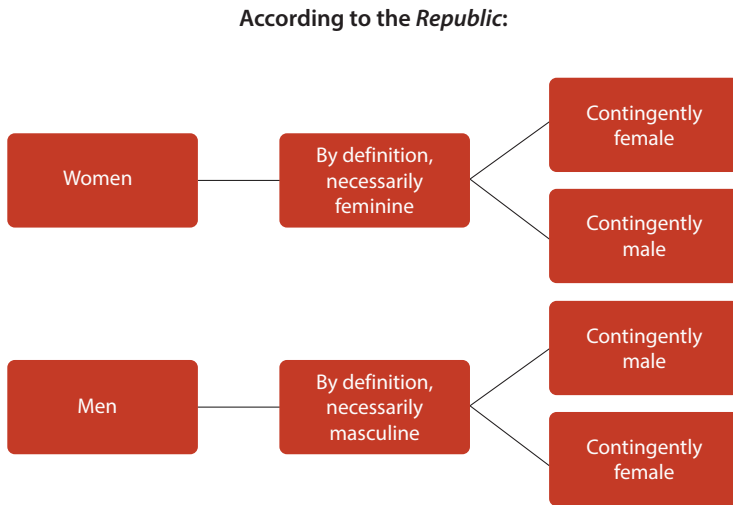 According to the Republic:
Women
By definition,
necessarily
feminine
Contingently
female
Contingently
male
Men
By definition,
necessarily
masculine
Contingently
male
Contingently
female